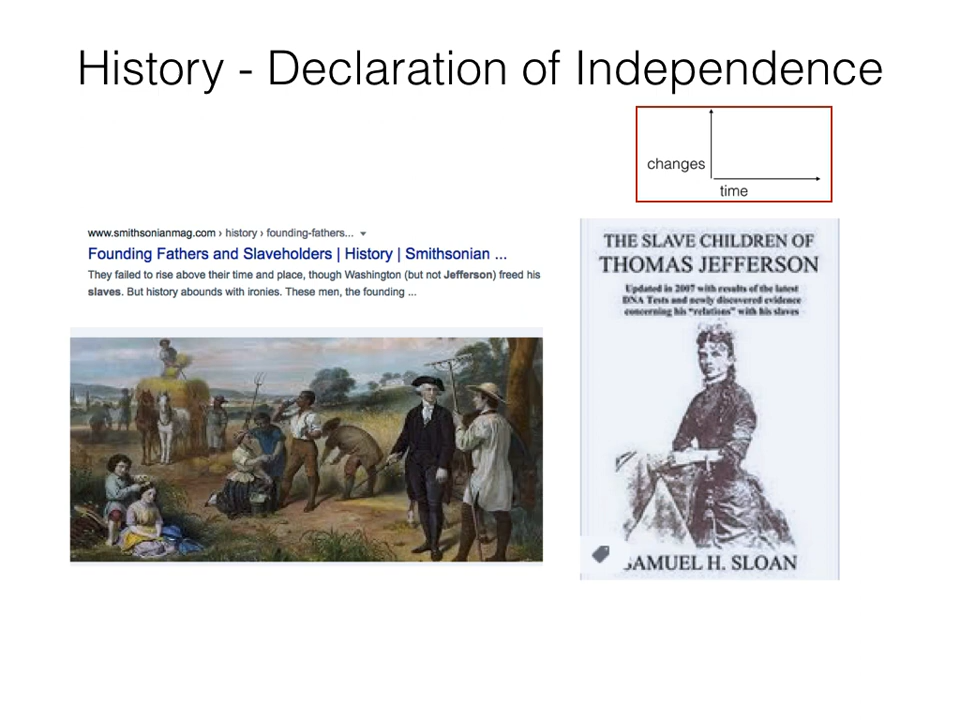 History - Declaration of Independence
changes
time
www.smithsonianmag.com › history › founding-fathers...
Founding Fathers and Slaveholders | History | Smithsonian ...
They failed to rise above their time and place, though Washington (but not Jefferson) freed his
slaves. But history abounds with ironies. These men, the founding ...
THE SLAVE CHILDREN OF
THOMAS JEFFERSON
Updated in 2007 with results of the latest
DNA Tests and newly discovered evidence
concerning his "relations" with his slaves
SAMUEL H. SLOAN